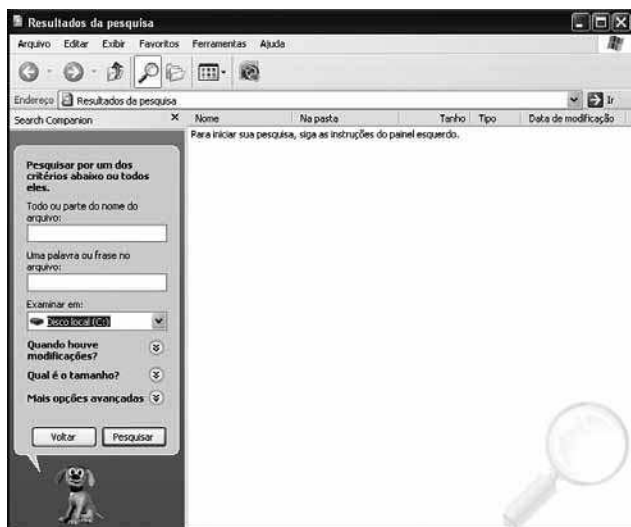 Resultados da pesquisa
Arquivo Editar Exibir Favoritos Ferramentas Ajuda
Endereço Resultados da pesquisa Ir
Search Companion Nome Na pasta Tanho Tipo Data de modificação
Para iniciar sua pesquisa, siga as instruções do painel esquerdo.
Pesquisar por um dos
critérios abaixo ou todos
eles.
Todo ou parte do nome do
arquivo:
Uma palavra ou frase no
arquivo:
Examinar em:
Disco local (C:)
Quando houve
modificações?
Qual é o tamanho?
Mais opções avançadas
Voltar Pesquisar